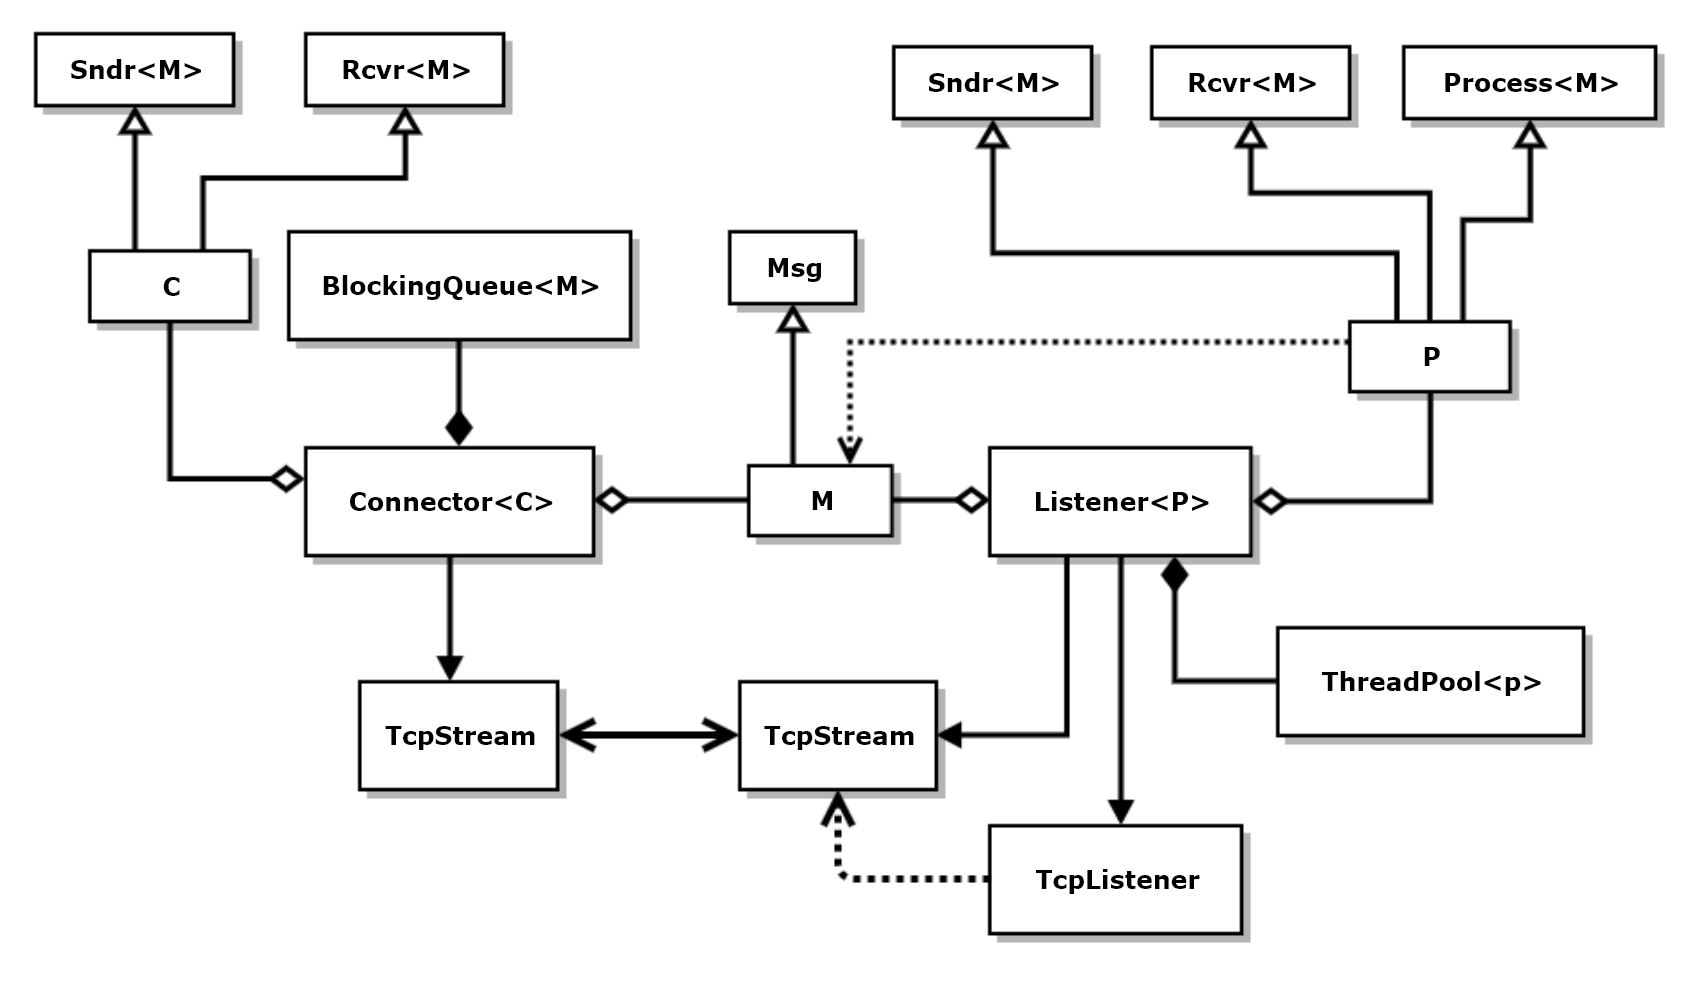 Sndr<M>
Rcvr<M>
Sndr<M>
Rcvr<M>
Process<M>
C
BlockingQueue<M>
Msg
P
Connector<C>
M
Listener<P>
TcpStream
TcpStream
ThreadPool<p>
TcpListener